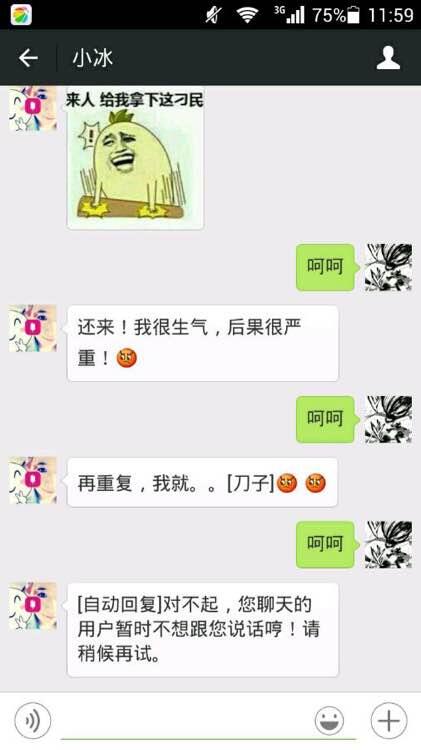 3G 75% 11:59
小冰
来人 给我拿下这刁民
!
呵呵
还来！我很生气，后果很严
重！
呵呵
再重复，我就。。[刀子]
呵呵
[自动回复]对不起，您聊天的
用户暂时不想跟您说话哼！请
稍候再试。